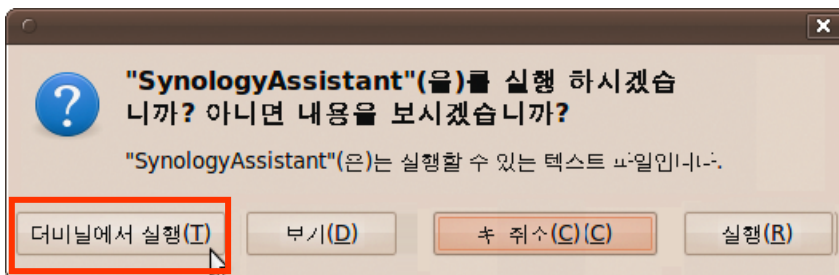 "SynologyAssistant"(을)를 실행 하시겠습
니까? 아니면 내용을 보시겠습니까?
"SynologyAssistant"(은)는 실행할 수 있는 텍스트 파일입니다.
더미널에서 실행(T)
보기(D)
취소(C)(C)
실행(R)